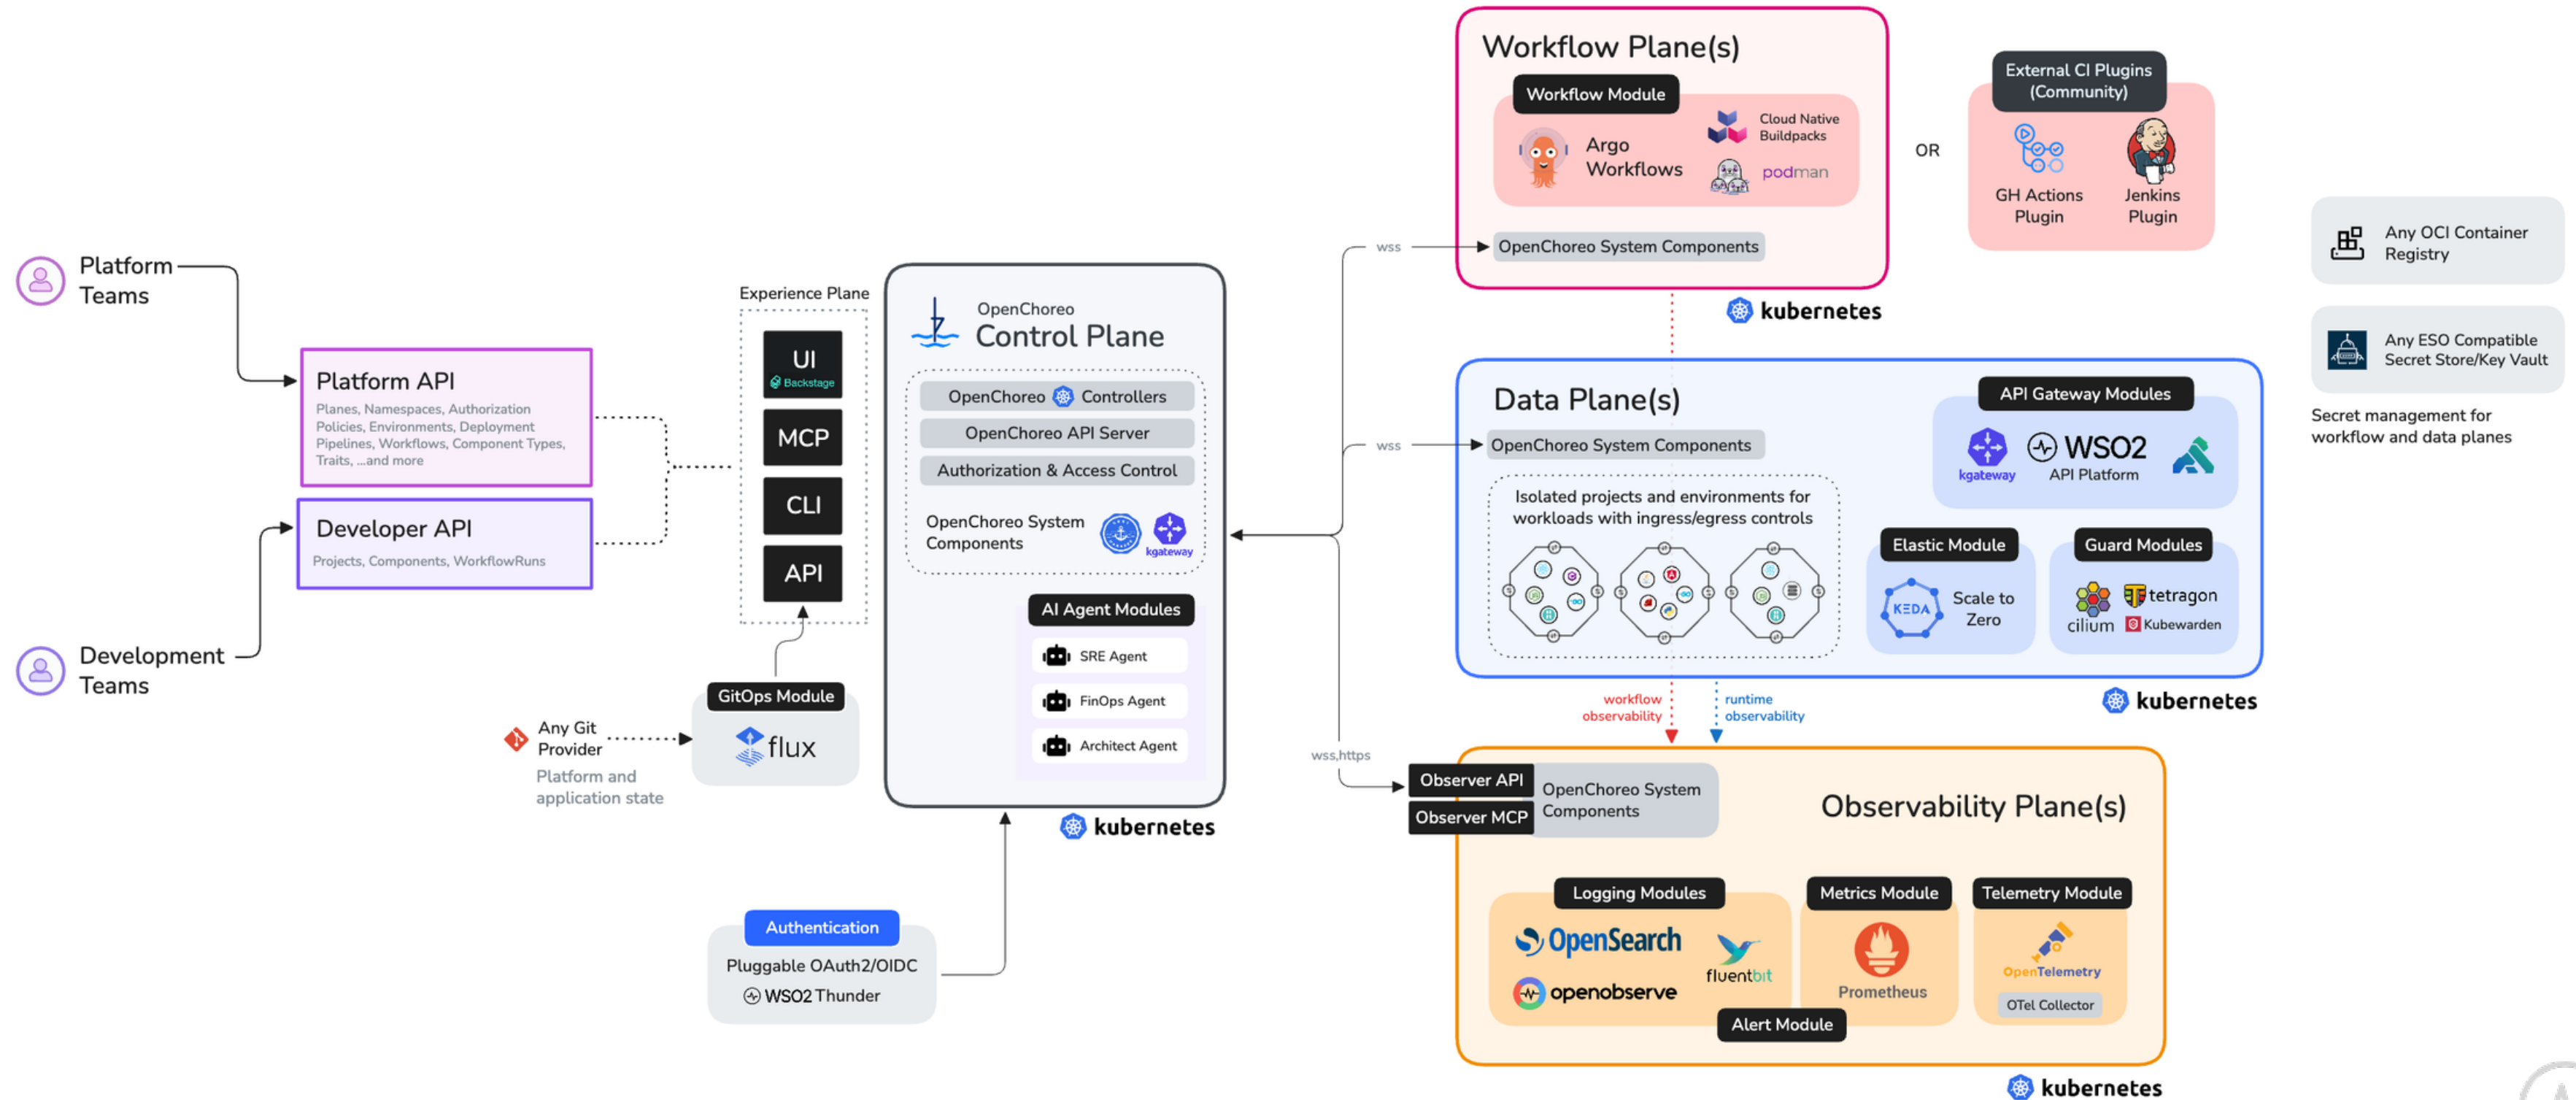 Platform
Teams
Development
Teams
Platform API
Planes, Namespaces, Authorization
Policies, Environments, Deployment
Pipelines, Workflows, Component Types,
Traits, ...and more
Developer API
Projects, Components, WorkflowRuns
Any Git
Provider
Platform and
application state
Experience Plane
UI
Backstage
MCP
CLI
API
GitOps Module
flux
Authentication
Pluggable OAuth2/OIDC
WSO2 Thunder
OpenChoreo
Control Plane
OpenChoreo Controllers
OpenChoreo API Server
Authorization & Access Control
OpenChoreo System
Components
kgateway
AI Agent Modules
SRE Agent
FinOps Agent
Architect Agent
kubernetes
wss
wss
wss,https
Workflow Plane(s)
Workflow Module
Argo
Workflows
Cloud Native
Buildpacks
podman
OpenChoreo System Components
kubernetes
OR
External CI Plugins
(Community)
GH Actions
Plugin
Jenkins
Plugin
Any OCI Container
Registry
Any ESO Compatible
Secret Store/Key Vault
Secret management for
workflow and data planes
Data Plane(s)
OpenChoreo System Components
Isolated projects and environments for
workloads with ingress/egress controls
API Gateway Modules
kgateway
WSO2
API Platform
Elastic Module
KEDA
Scale to
Zero
Guard Modules
cilium
tetragon
Kubewarden
kubernetes
workflow
observability
runtime
observability
Observer API
Observer MCP
OpenChoreo System
Components
Observability Plane(s)
Logging Modules
OpenSearch
openobserve
fluentbit
Metrics Module
Prometheus
Telemetry Module
OpenTelemetry
OTel Collector
Alert Module
kubernetes